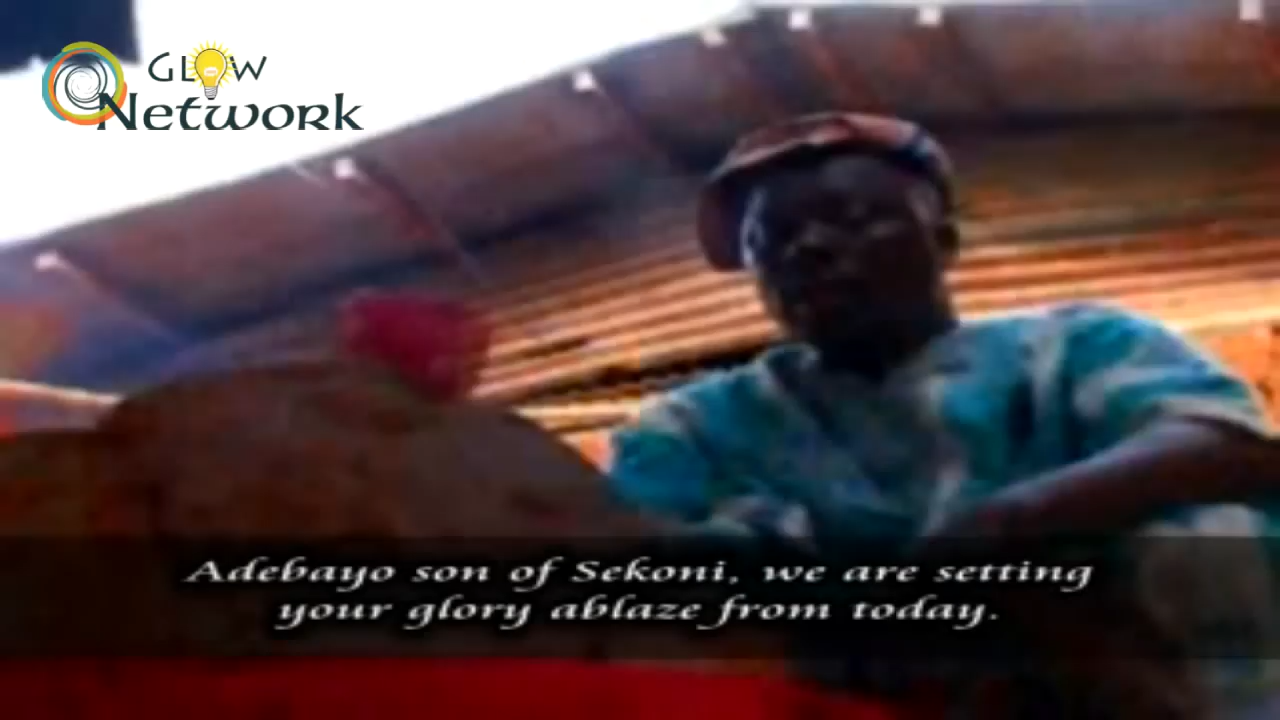 GLOW
Network
Adebayo son of Sekoni, we are setting
your glory ablaze from today.